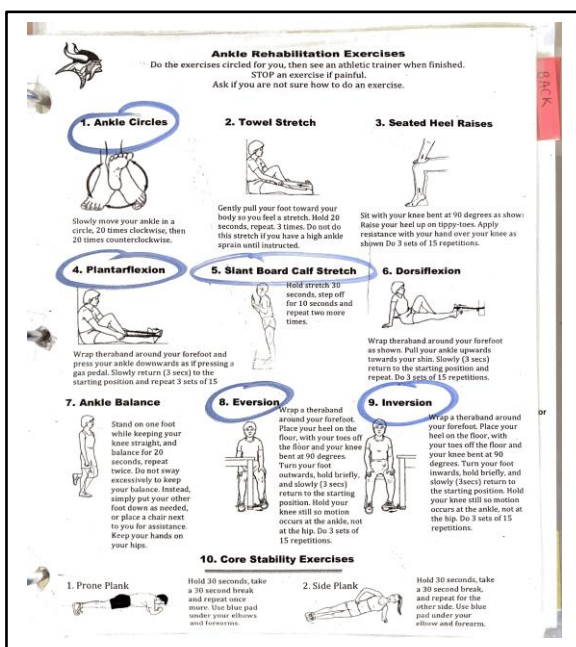 Ankle Rehabilitation Exercises
Do the exercises circled for you, then see an athletic trainer when finished.
STOP an exercise if painful.
Ask if you are not sure how to do an exercise.
BACK
1. Ankle Circles
Slowly move your ankle in a
circle, 20 times clockwise, then
20 times counterclockwise.
2. Towel Stretch
Gently pull your foot toward your
body so you feel a stretch. Hold 20
seconds, repeat, 3 times. Do not do
this stretch if you have a high ankle
sprain until instructed.
3. Seated Heel Raises
Sit with your knee bent at 90 degrees as show
Raise your heel up on tippy-toes. Apply
resistance with your hand over your knee as
shown Do 3 sets of 15 repetitions.
4. Plantarflexion
Wrap theraband around your forefoot and
press your ankle downwards as if pressing a
gas pedal. Slowly return (3 secs) to the
starting position and repeat 3 sets of 15
5. Slant Board Calf Stretch
Hold stretch 30
seconds, step off
for 10 seconds and
repeat two more
times.
6. Dorsiflexion
Wrap theraband around your forefoot
as shown. Pull your ankle upwards
towards your shin. Slowly (3 secs)
return to the starting position and
repeat. Do 3 sets of 15 repetitions.
7. Ankle Balance
Stand on one foot
while keeping your
knee straight, and
balance for 20
seconds, repeat
twice. Do not sway
excessively to keep
your balance. Instead,
simply put your other
foot down as needed,
or place a chair next
to you for assistance.
Keep your hands on
your hips.
8. Eversion
Wrap a theraband
around your forefoot.
Place your heel on the
floor, with your toes off
the floor and your knee
bent at 90 degrees.
Turn your foot
outwards, hold briefly,
and slowly (3 secs)
return to the starting
position. Hold your
knee still so motion
occurs at the ankle, not
at the hip. Do 3 sets of
15 repetitions.
9. Inversion
Wrap a theraband around
your forefoot. Place your
heel on the floor, with
your toes off the floor and
your knee bent at 90
degrees. Turn your foot
inwards, hold briefly, and
slowly (3secs) return to
the starting position. Hold
your knee still so motion
occurs at the ankle, not at
the hip. Do 3 sets of 15
repetitions.
or
10. Core Stability Exercises
1. Prone Plank
Hold 30 seconds, take
a 30 second break
and repeat once
more. Use blue pad
under your elbows
and forearms.
2. Side Plank
Hold 30 seconds, take
a 30 second break,
and repeat for the
other side. Use blue
pad under your
elbow and forearm.